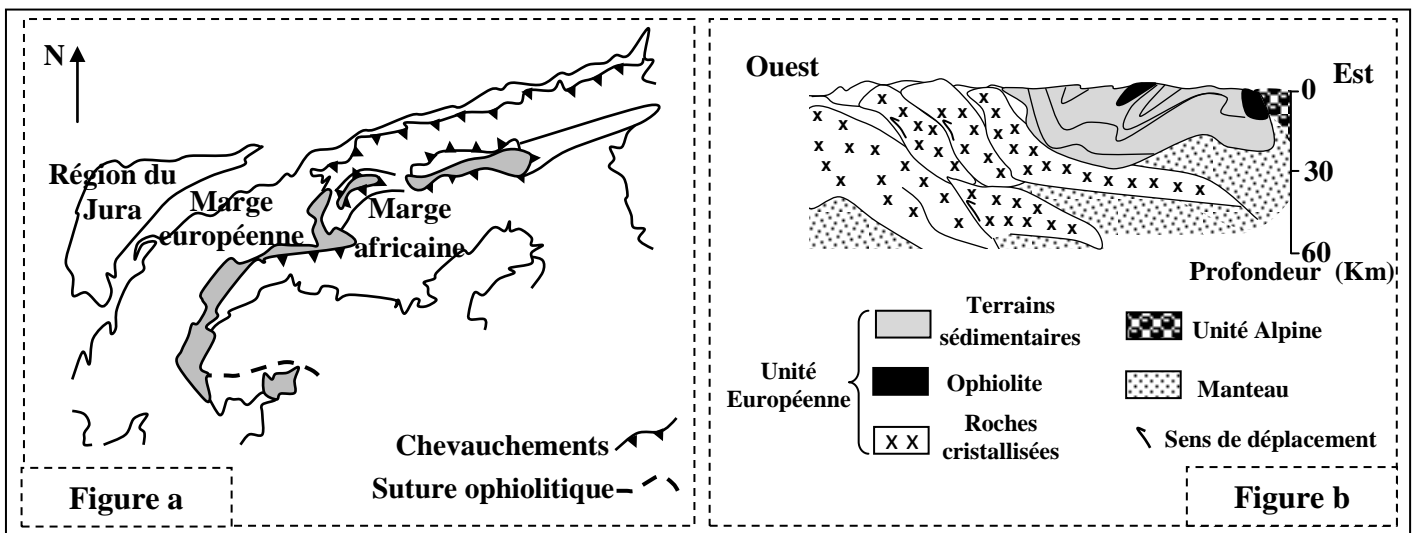 N
Région du
Jura
Marge
européenne
Marge
africaine
Chevauchements
Suture ophiolitique
Figure a
Ouest
Est
0
30
60
Profondeur (Km)
Unité
Européenne
Terrains
sédimentaires
Ophiolite
Roches
cristallisées
Unité Alpine
Manteau
Sens de déplacement
Figure b